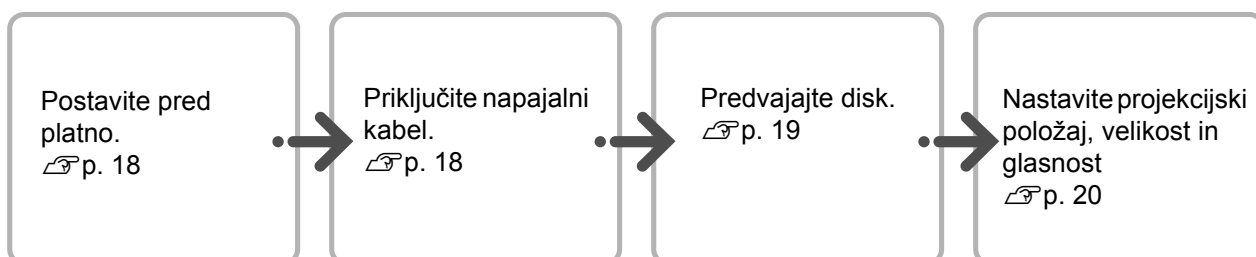 Postavite pred
platno.
☞p. 18
Priključite napajalni
kabel.
☞p. 18
Predvajajte disk.
☞p. 19
Nastavite projekcijski
položaj, velikost in
glasnost
☞p. 20